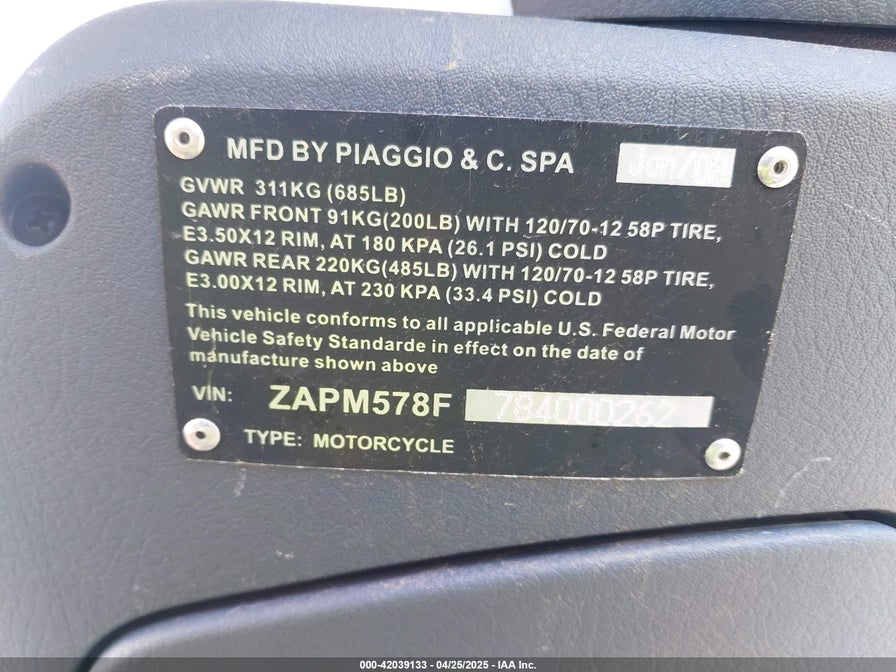 MFD BY PIAGGIO & C. SPA Jan/08
GVWR 311KG (685LB)
GAWR FRONT 91KG(200LB) WITH 120/70-12 58P TIRE,
E3.50X12 RIM, AT 180 KPA (26.1 PSI) COLD
GAWR REAR 220KG(485LB) WITH 120/70-12 58P TIRE,
E3.00X12 RIM, AT 230 KPA (33.4 PSI) COLD
This vehicle conforms to all applicable U.S. Federal Motor
Vehicle Safety Standarde in effect on the date of
manufacture shown above
VIN: ZAPM578F 784000262
TYPE: MOTORCYCLE
000-42039133 - 04/25/2025 - IAA Inc.